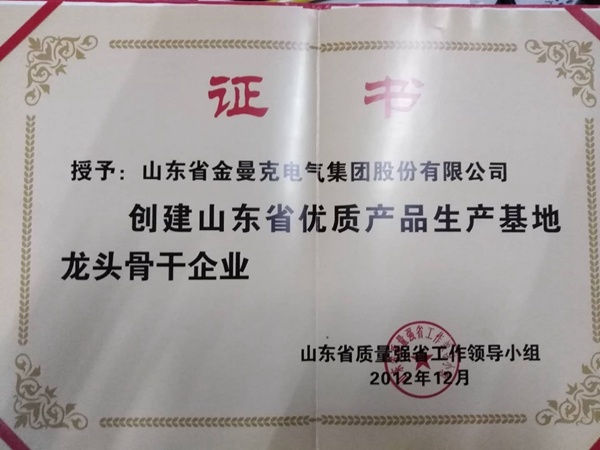 证 书
授予：山东省金曼克电气集团股份有限公司
创建山东省优质产品生产基地
龙头骨干企业
山东省质量强省工作领导小组
2012年12月